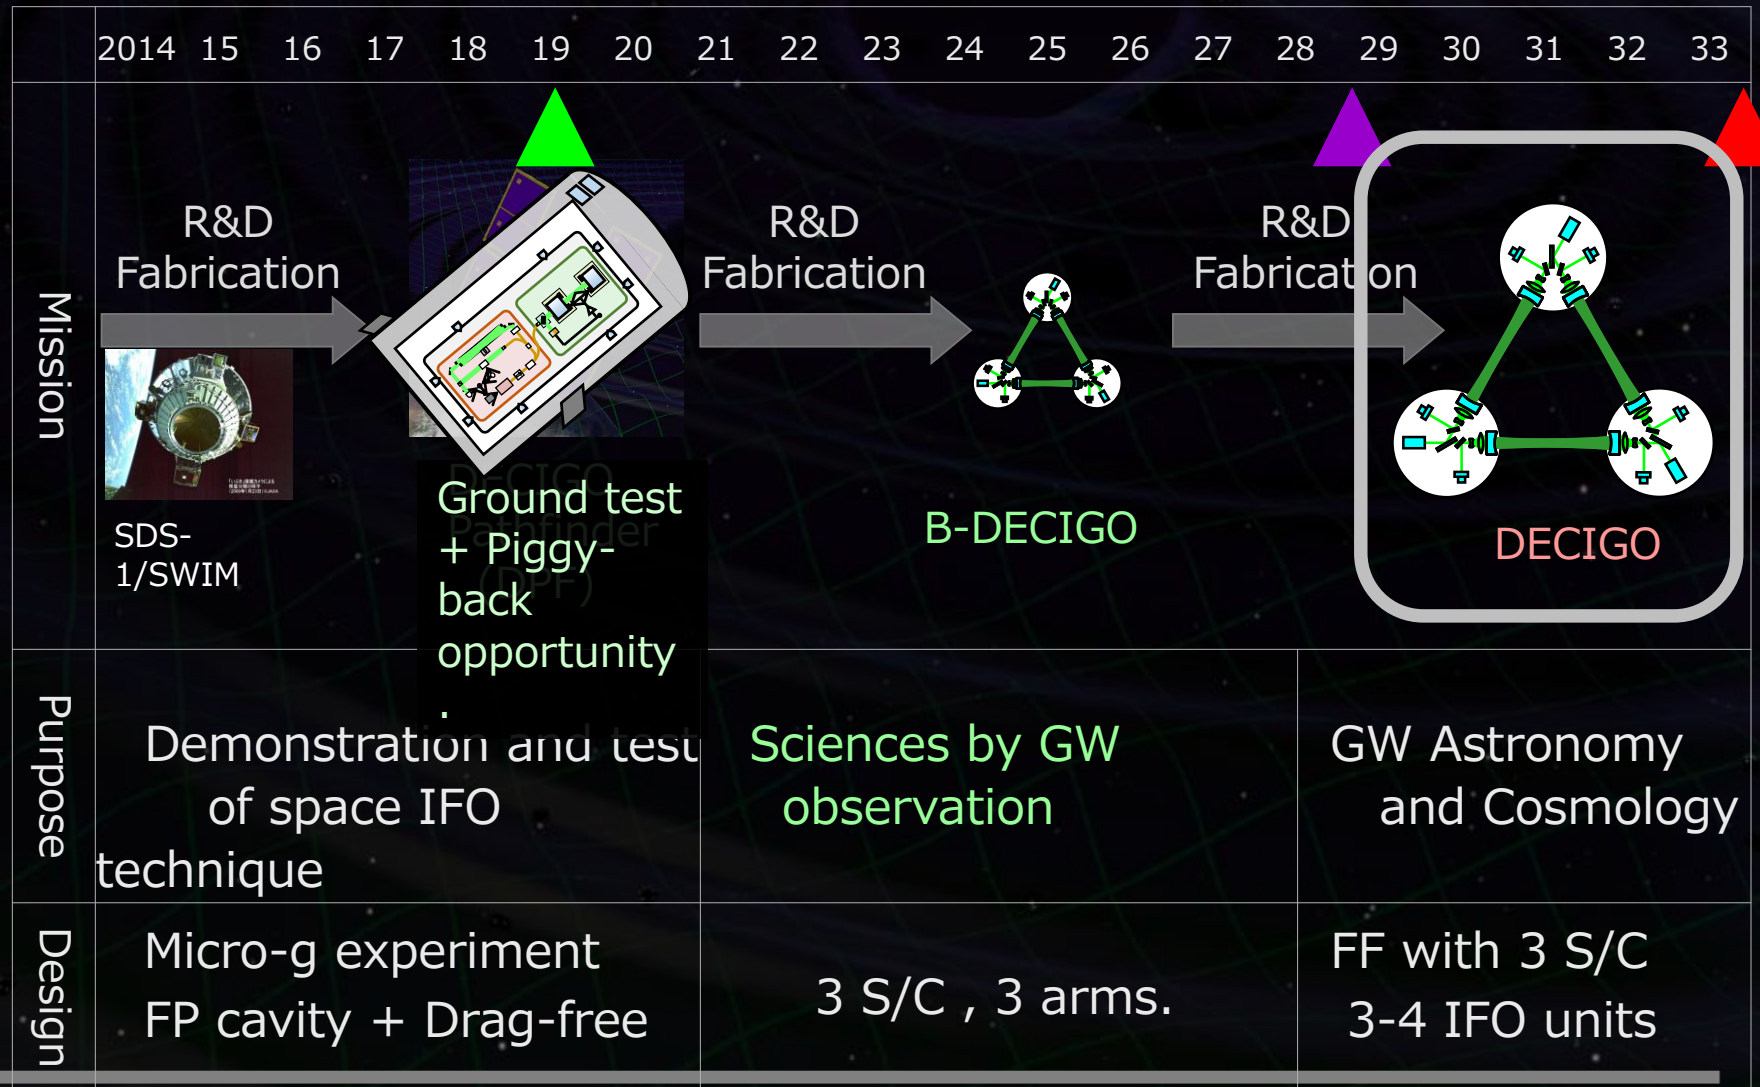 2014 15 16 17 18 19 20 21 22 23 24 25 26 27 28 29 30 31 32 33
Mission
R&D
Fabrication
R&D
Fabrication
R&D
Fabrication
SDS-
1/SWIM
DECIGO
Pathfinder
(DPF)
Ground test
+ Piggy-
back
opportunity
.
B-DECIGO
DECIGO
Purpose
Demonstration and test
of space IFO
technique
Sciences by GW
observation
GW Astronomy
and Cosmology
Design
Micro-g experiment
FP cavity + Drag-free
3 S/C , 3 arms.
FF with 3 S/C
3-4 IFO units